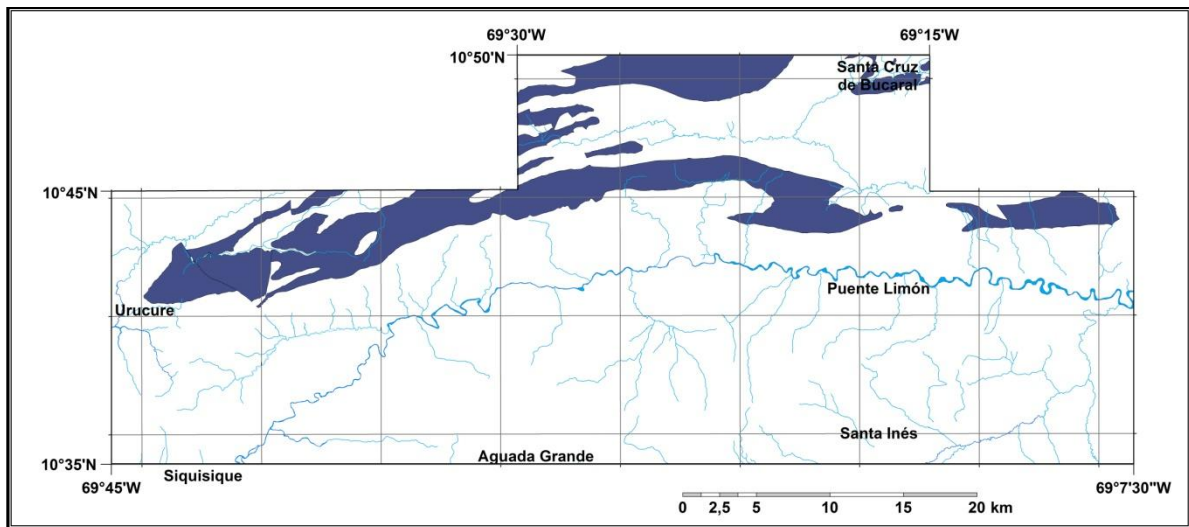 69°30'W
69°15'W
10°50'N
Santa Cruz
de Bucaral
10°45'N
Puente Limón
Urucure
Santa Inés
Aguada Grande
10°35'N
Siquisique
69°45'W
69°7'30"W
0 2,5 5 10 15 20 km